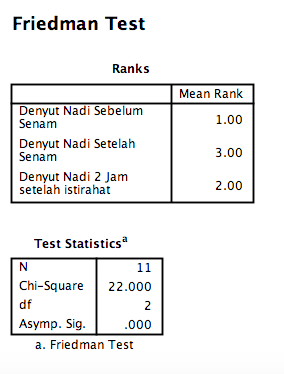 Friedman Test
Ranks
Mean Rank
Denyut Nadi Sebelum
Senam
1.00
Denyut Nadi Setelah
Senam
3.00
Denyut Nadi 2 Jam
setelah istirahat
2.00
Test Statisticsa
N 11
Chi-Square 22.000
df 2
Asymp. Sig. .000
a. Friedman Test